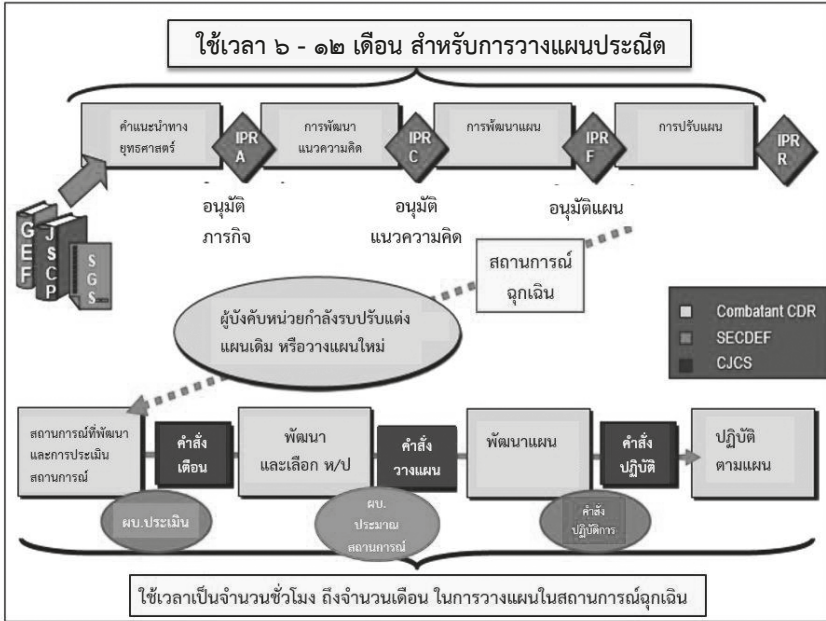 ใช้เวลา ๖ - ๑๒ เดือน สำหรับการวางแผนประณีต
คำแนะนำทาง
ยุทธศาสตร์
IPR
A
การพัฒนา
แนวความคิด
IPR
C
การพัฒนาแผน
IPR
F
การปรับแผน
IPR
R
อนุมัติ
ภารกิจ
อนุมัติ
แนวความคิด
อนุมัติแผน
GEF
JSCP
SGS
สถานการณ์
ฉุกเฉิน
ผู้บังคับหน่วยกำลังรบปรับแต่ง
แผนเดิม หรือวางแผนใหม่
Combatant CDR
SECDEF
CJCS
สถานการณ์ที่พัฒนา
และการประเมิน
สถานการณ์
คำสั่ง
เตือน
พัฒนา
และเลือก ห/ป
คำสั่ง
วางแผน
พัฒนาแผน
คำสั่ง
ปฏิบัติ
ปฏิบัติ
ตามแผน
ผบ.ประเมิน
ผบ.
ประมาณ
สถานการณ์
คำสั่ง
ปฏิบัติการ
ใช้เวลาเป็นจำนวนชั่วโมง ถึงจำนวนเดือน ในการวางแผนในสถานการณ์ฉุกเฉิน